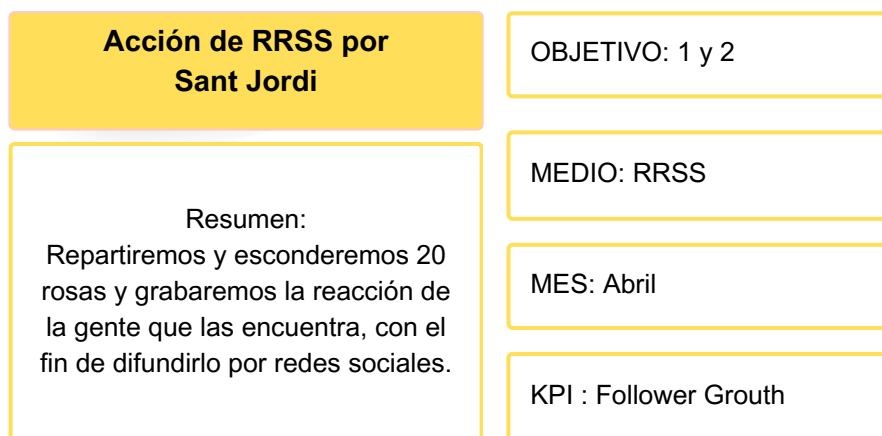 Acción de RRSS por
Sant Jordi
Resumen:
Repartiremos y esconderemos 20
rosas y grabaremos la reacción de
la gente que las encuentra, con el
fin de difundirlo por redes sociales.
OBJETIVO: 1 y 2
MEDIO: RRSS
MES: Abril
KPI : Follower Grouth